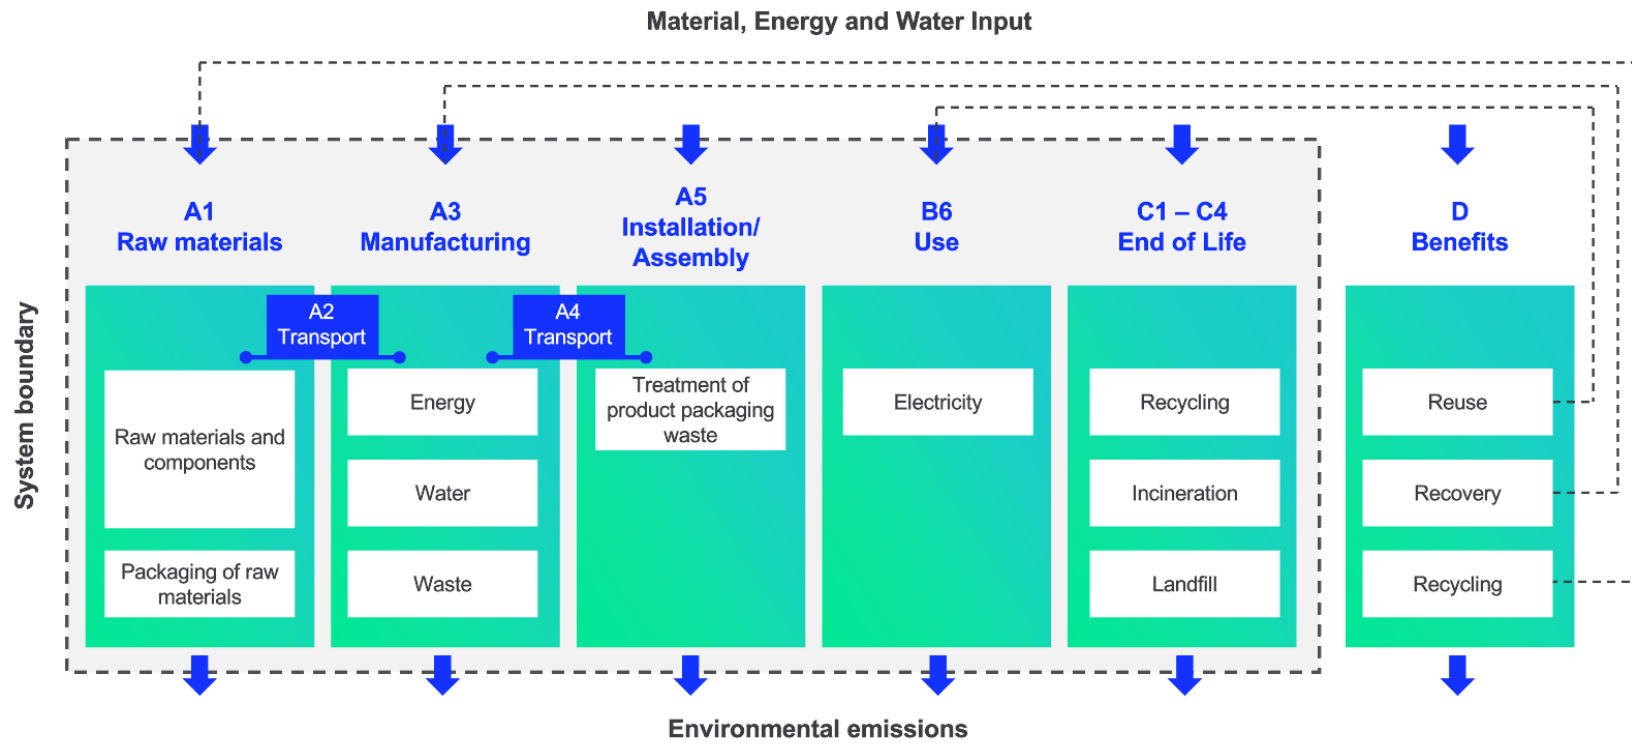 Material, Energy and Water Input
A1
Raw materials
A3
Manufacturing
A5
Installation/
Assembly
B6
Use
C1 – C4
End of Life
D
Benefits
System boundary
A2
Transport
A4
Transport
Raw materials and
components
Packaging of raw
materials
Energy
Water
Waste
Treatment of
product packaging
waste
Electricity
Recycling
Incineration
Landfill
Reuse
Recovery
Recycling
Environmental emissions